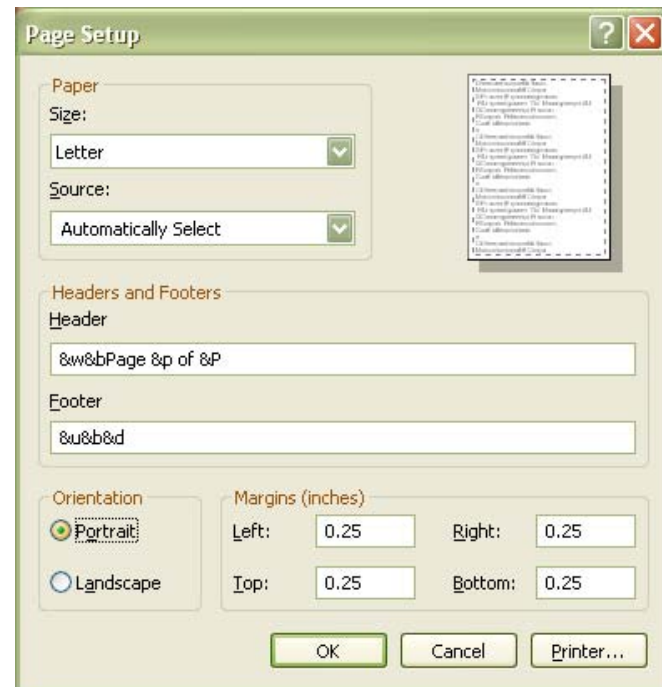 Page Setup
Paper
Size:
Letter
Source:
Automatically Select
Headers and Footers
Header
&w&bPage &p of &P
Footer
&u&b&d
Orientation
Portrait
Landscape
Margins (inches)
Left: 0.25 Right: 0.25
Top: 0.25 Bottom: 0.25
OK Cancel Printer...